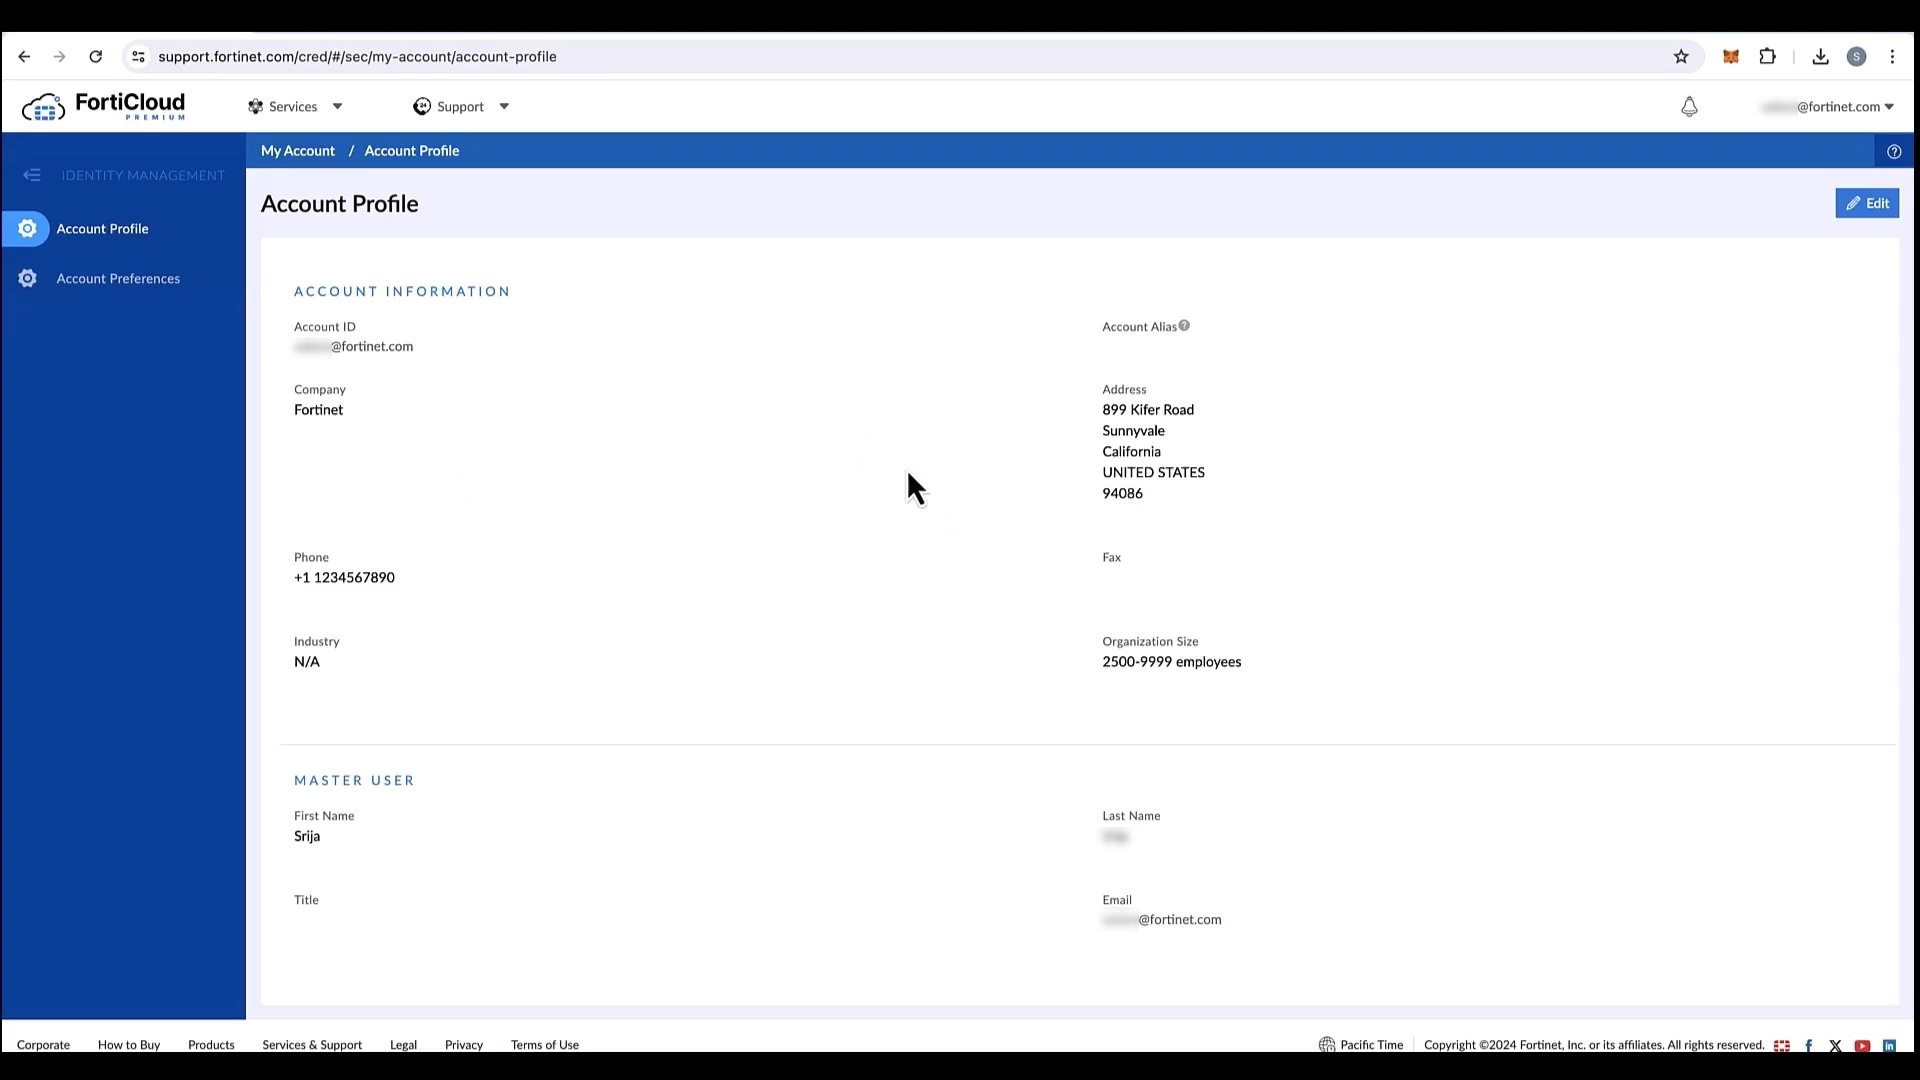 support.fortinet.com/cred/#/sec/my-account/account-profile
S
FortiCloud
PREMIUM
Services
Support
@fortinet.com
My Account / Account Profile
IDENTITY MANAGEMENT
Account Profile
Account Preferences
Account Profile
Edit
ACCOUNT INFORMATION
Account ID
@fortinet.com
Account Alias
Company
Fortinet
Address
899 Kifer Road
Sunnyvale
California
UNITED STATES
94086
Phone
+1 1234567890
Fax
Industry
N/A
Organization Size
2500-9999 employees
MASTER USER
First Name
Srija
Last Name
Title
Email
@fortinet.com
Corporate How to Buy Products Services & Support Legal Privacy Terms of Use Pacific Time Copyright ©2024 Fortinet, Inc. or its affiliates. All rights reserved.